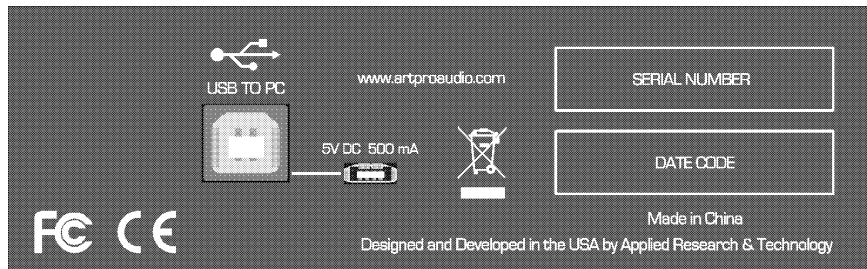 USB TO PC
www.artproaudio.com
SERIAL NUMBER
5V DC 500 mA
DATE CODE
FC CE
Made in China
Designed and Developed in the USA by Applied Research & Technology